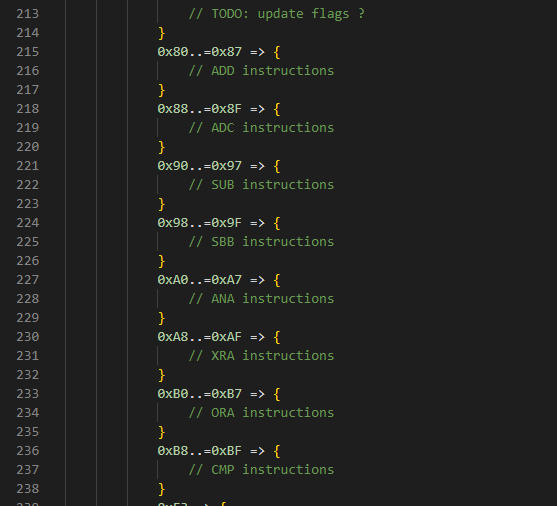 213 // TODO: update flags ?
214 }
215 0x80..=0x87 => {
216 // ADD instructions
217 }
218 0x88..=0x8F => {
219 // ADC instructions
220 }
221 0x90..=0x97 => {
222 // SUB instructions
223 }
224 0x98..=0x9F => {
225 // SBB instructions
226 }
227 0xA0..=0xA7 => {
228 // ANA instructions
229 }
230 0xA8..=0xAF => {
231 // XRA instructions
232 }
233 0xB0..=0xB7 => {
234 // ORA instructions
235 }
236 0xB8..=0xBF => {
237 // CMP instructions
238 }